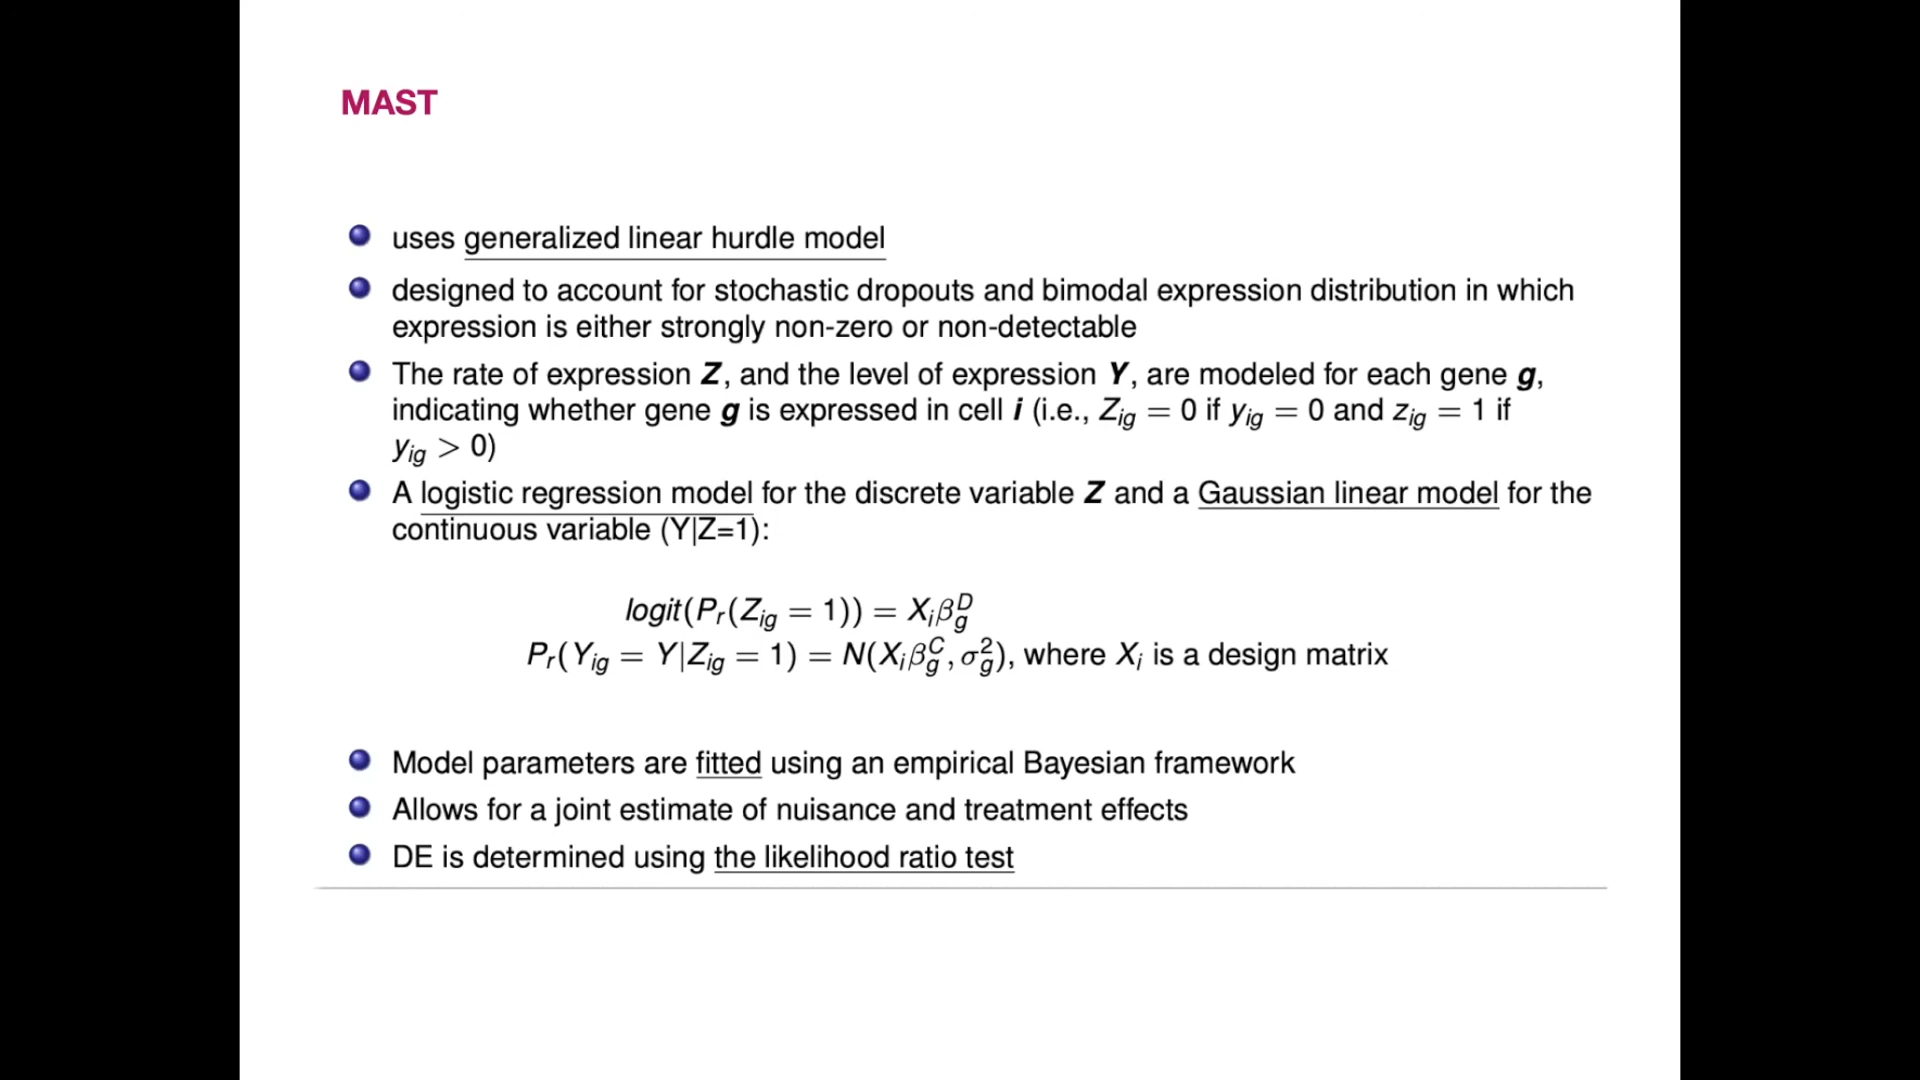 MAST
uses generalized linear hurdle model
designed to account for stochastic dropouts and bimodal expression distribution in which
expression is either strongly non-zero or non-detectable
The rate of expression Z, and the level of expression Y, are modeled for each gene g,
indicating whether gene g is expressed in cell i (i.e., Z_ig = 0 if y_ig = 0 and z_ig = 1 if
y_ig > 0)
A logistic regression model for the discrete variable Z and a Gaussian linear model for the
continuous variable (Y|Z=1):
logit(P_r(Z_ig = 1)) = X_i β_g^D
P_r(Y_ig = Y|Z_ig = 1) = N(X_i β_g^C, σ_g^2), where X_i is a design matrix
Model parameters are fitted using an empirical Bayesian framework
Allows for a joint estimate of nuisance and treatment effects
DE is determined using the likelihood ratio test